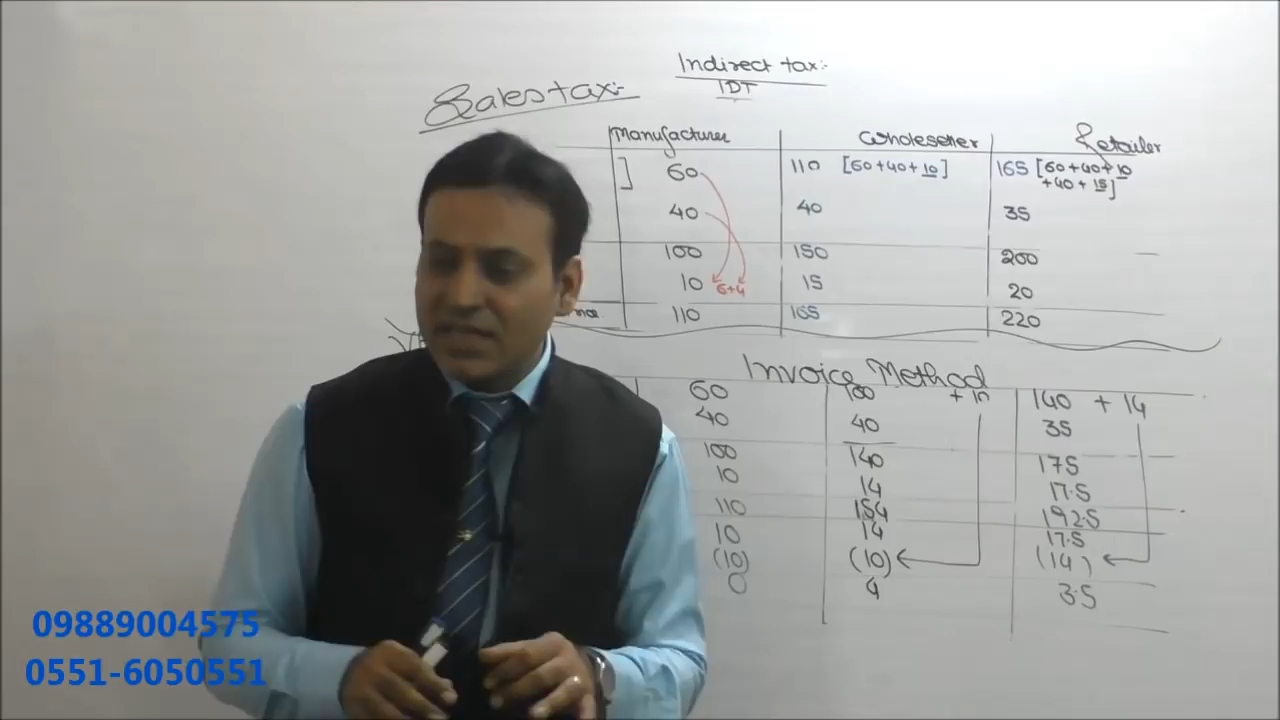 Indirect tax:-
IDT
Sales tax:-
Manufacturer Wholeseller Retailer
] 60 110 [60+40+10] 165 [60+40+10
+40+15]
40 40 35
100 150 200
10 6+4 15 20
110 165 220
Invoice Method
60 100 +10 140 + 14
40 40 35
100 140 175
10 14 17.5
110 154 192.5
10 14 17.5
(10) (10) (14)
0 4 3.5
09889004575
0551-6050551